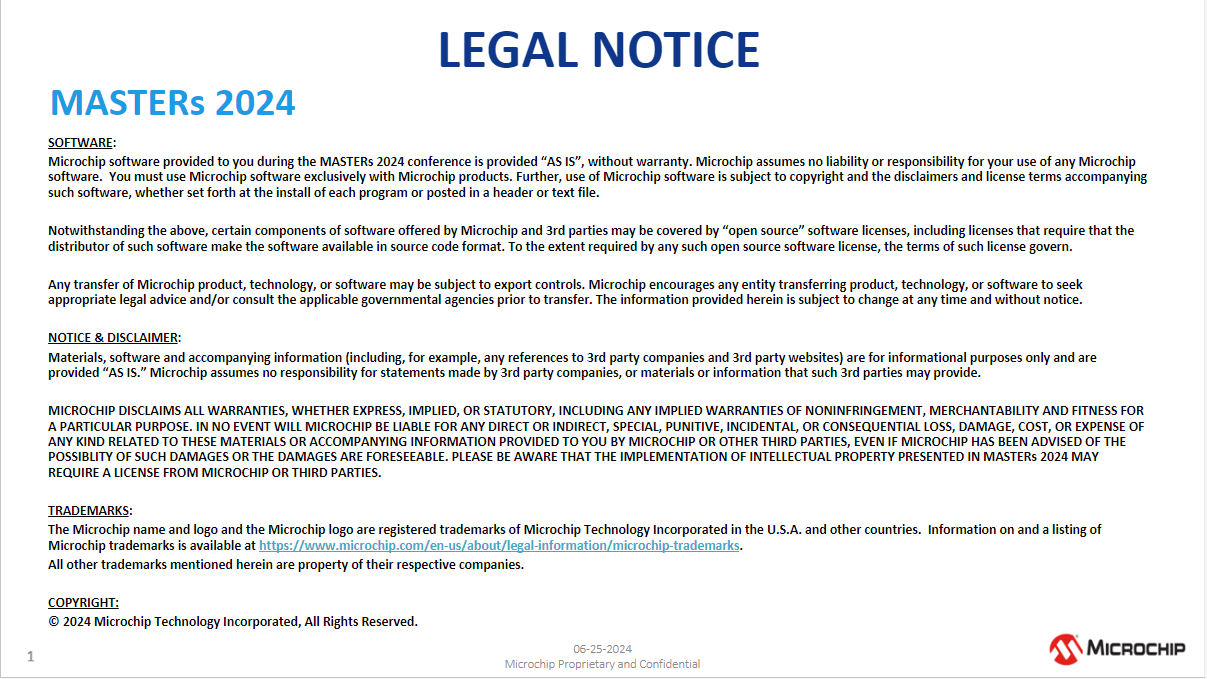 LEGAL NOTICE
MASTERs 2024
SOFTWARE:
Microchip software provided to you during the MASTERs 2024 conference is provided “AS IS”, without warranty. Microchip assumes no liability or responsibility for your use of any Microchip
software.  You must use Microchip software exclusively with Microchip products. Further, use of Microchip software is subject to copyright and the disclaimers and license terms accompanying
such software, whether set forth at the install of each program or posted in a header or text file.
Notwithstanding the above, certain components of software offered by Microchip and 3rd parties may be covered by “open source” software licenses, including licenses that require that the
distributor of such software make the software available in source code format. To the extent required by any such open source software license, the terms of such license govern.
Any transfer of Microchip product, technology, or software may be subject to export controls. Microchip encourages any entity transferring product, technology, or software to seek
appropriate legal advice and/or consult the applicable governmental agencies prior to transfer. The information provided herein is subject to change at any time and without notice.
NOTICE & DISCLAIMER:
Materials, software and accompanying information (including, for example, any references to 3rd party companies and 3rd party websites) are for informational purposes only and are
provided “AS IS.” Microchip assumes no responsibility for statements made by 3rd party companies, or materials or information that such 3rd parties may provide.
MICROCHIP DISCLAIMS ALL WARRANTIES, WHETHER EXPRESS, IMPLIED, OR STATUTORY, INCLUDING ANY IMPLIED WARRANTIES OF NONINFRINGEMENT, MERCHANTABILITY AND FITNESS FOR
A PARTICULAR PURPOSE. IN NO EVENT WILL MICROCHIP BE LIABLE FOR ANY DIRECT OR INDIRECT, SPECIAL, PUNITIVE, INCIDENTAL, OR CONSEQUENTIAL LOSS, DAMAGE, COST, OR EXPENSE OF
ANY KIND RELATED TO THESE MATERIALS OR ACCOMPANYING INFORMATION PROVIDED TO YOU BY MICROCHIP OR OTHER THIRD PARTIES, EVEN IF MICROCHIP HAS BEEN ADVISED OF THE
POSSIBLITY OF SUCH DAMAGES OR THE DAMAGES ARE FORESEEABLE. PLEASE BE AWARE THAT THE IMPLEMENTATION OF INTELLECTUAL PROPERTY PRESENTED IN MASTERs 2024 MAY
REQUIRE A LICENSE FROM MICROCHIP OR THIRD PARTIES.
TRADEMARKS:
The Microchip name and logo and the Microchip logo are registered trademarks of Microchip Technology Incorporated in the U.S.A. and other countries.  Information on and a listing of
Microchip trademarks is available at https://www.microchip.com/en-us/about/legal-information/microchip-trademarks.
All other trademarks mentioned herein are property of their respective companies.
COPYRIGHT:
© 2024 Microchip Technology Incorporated, All Rights Reserved.
1
06-25-2024
Microchip Proprietary and Confidential
MICROCHIP